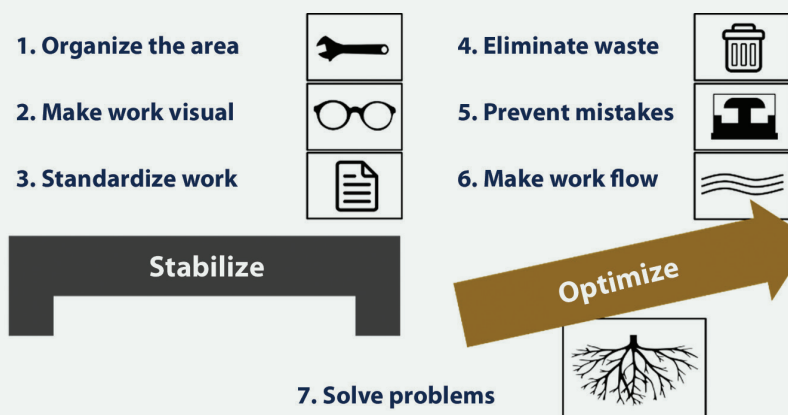 1. Organize the area
2. Make work visual
3. Standardize work
4. Eliminate waste
5. Prevent mistakes
6. Make work flow
Stabilize
Optimize
7. Solve problems